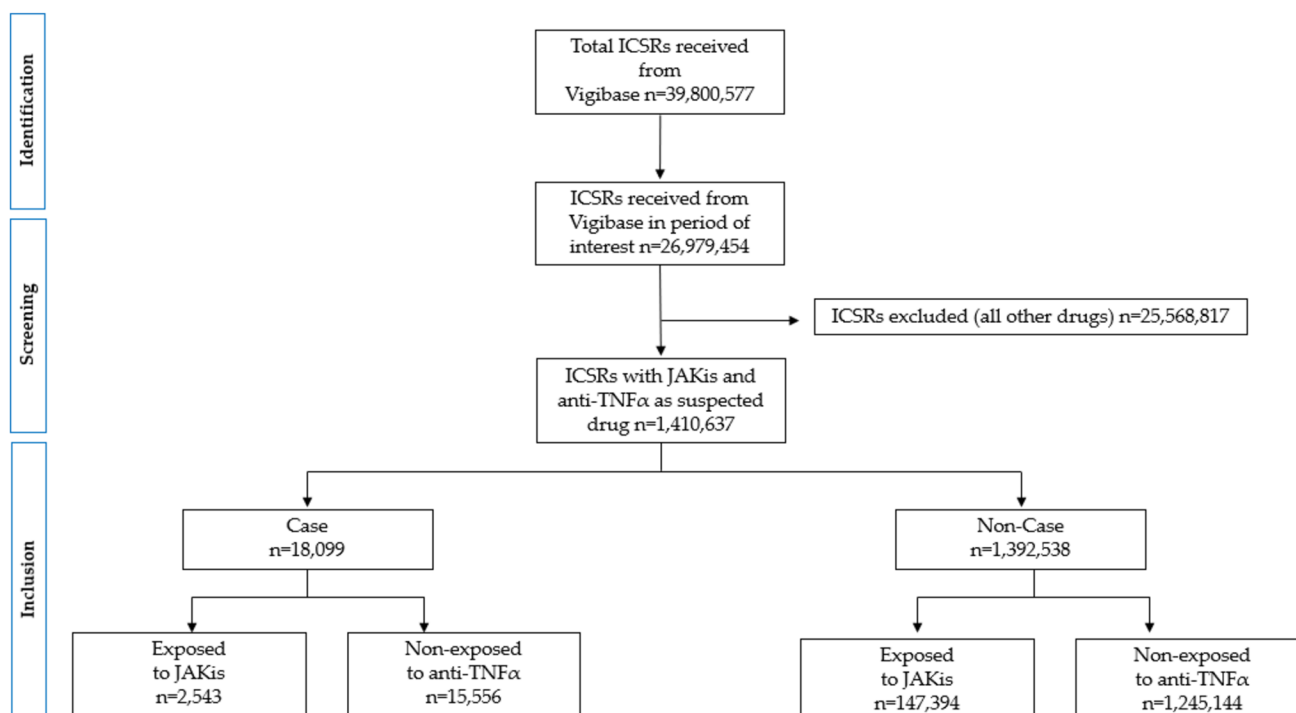 Identification
Total ICSRs received
from
Vigibase n=39,800,577
ICSRs received from
Vigibase in period of
interest n=26,979,454
Screening
ICSRs excluded (all other drugs) n=25,568,817
ICSRs with JAKis and
anti-TNFα as suspected
drug n=1,410,637
Inclusion
Case
n=18,099
Non-Case
n=1,392,538
Exposed
to JAKis
n=2,543
Non-exposed
to anti-TNFα
n=15,556
Exposed
to JAKis
n=147,394
Non-exposed
to anti-TNFα
n=1,245,144